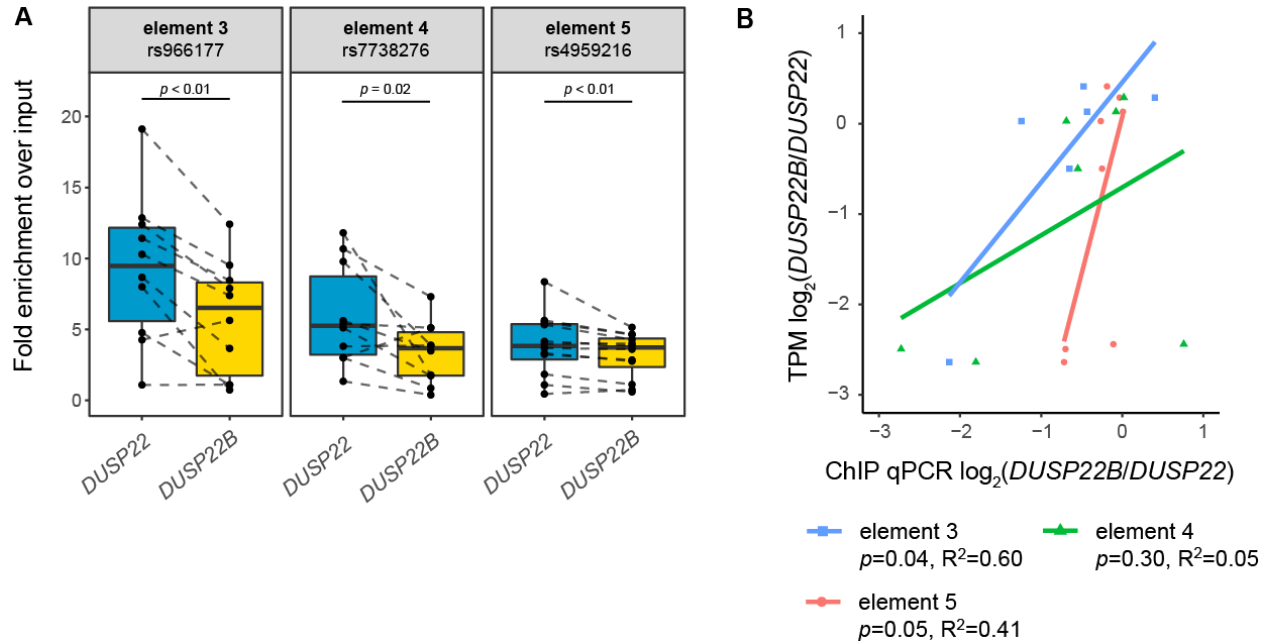 A
element 3
rs966177
element 4
rs7738276
element 5
rs4959216
p < 0.01
p = 0.02
p < 0.01
Fold enrichment over input
20
15
10
5
0
DUSP22
DUSP22B
DUSP22
DUSP22B
DUSP22
DUSP22B
B
TPM log2(DUSP22B/DUSP22)
1
0
−1
−2
−3
−3
−2
−1
0
1
ChIP qPCR log2(DUSP22B/DUSP22)
element 3
p=0.04, R²=0.60
element 4
p=0.30, R²=0.05
element 5
p=0.05, R²=0.41